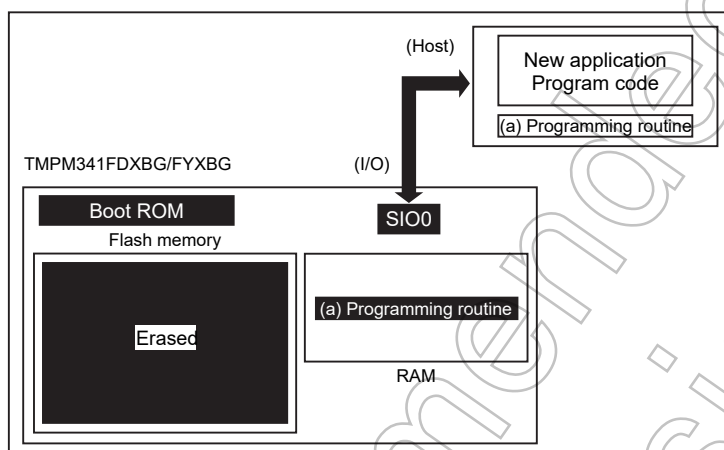 (Host)
New application
Program code
(a) Programming routine
TMPM341FDXBG/FYXBG
(I/O)
Boot ROM
SIO0
Flash memory
(a) Programming routine
Erased
RAM